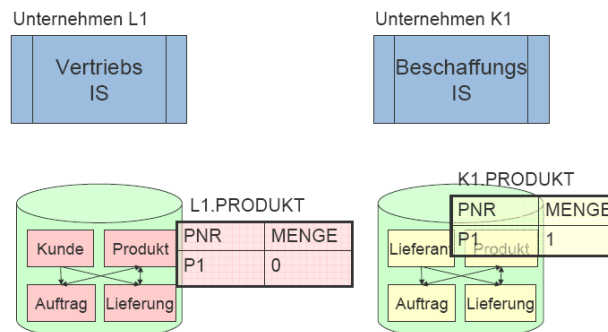 Unternehmen L1
Unternehmen K1
Vertriebs
IS
Beschaffungs
IS
L1.PRODUKT
PNR MENGE
P1 0
Kunde Produkt
Auftrag Lieferung
K1.PRODUKT
PNR MENGE
P1 1
Lieferant Produkt
Auftrag Lieferung